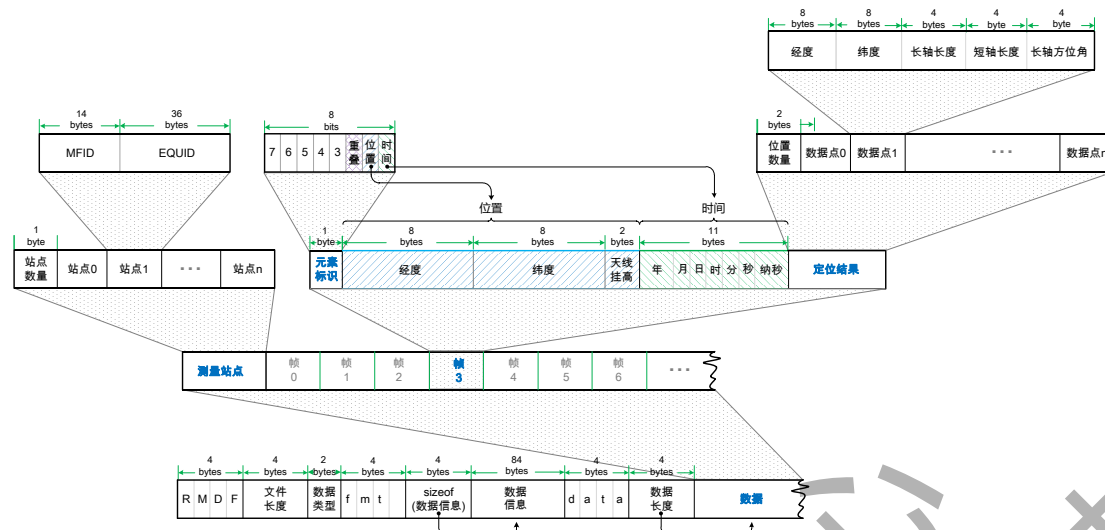 8 bytes 8 bytes 4 bytes 4 byte 4 byte
经度 纬度 长轴长度 短轴长度 长轴方位角
14 bytes 36 bytes
MFID EQUID
8 bits
7 6 5 4 3 重叠 位置 时间
2 bytes
位置数量 数据点0 数据点1 ··· 数据点n
位置 时间
1 byte
站点数量 站点0 站点1 ··· 站点n
1 byte 8 bytes 8 bytes 2 bytes 11 bytes
元素标识 经度 纬度 天线挂高 年 月 日 时 分 秒 纳秒 定位结果
测量站点 帧0 帧1 帧2 帧3 帧4 帧5 帧6 ···
4 bytes 4 bytes 2 bytes 4 bytes 4 bytes 84 bytes 4 bytes 4 bytes
R M D F 文件长度 数据类型 f m t sizeof(数据信息) 数据信息 d a t a 数据长度 数据